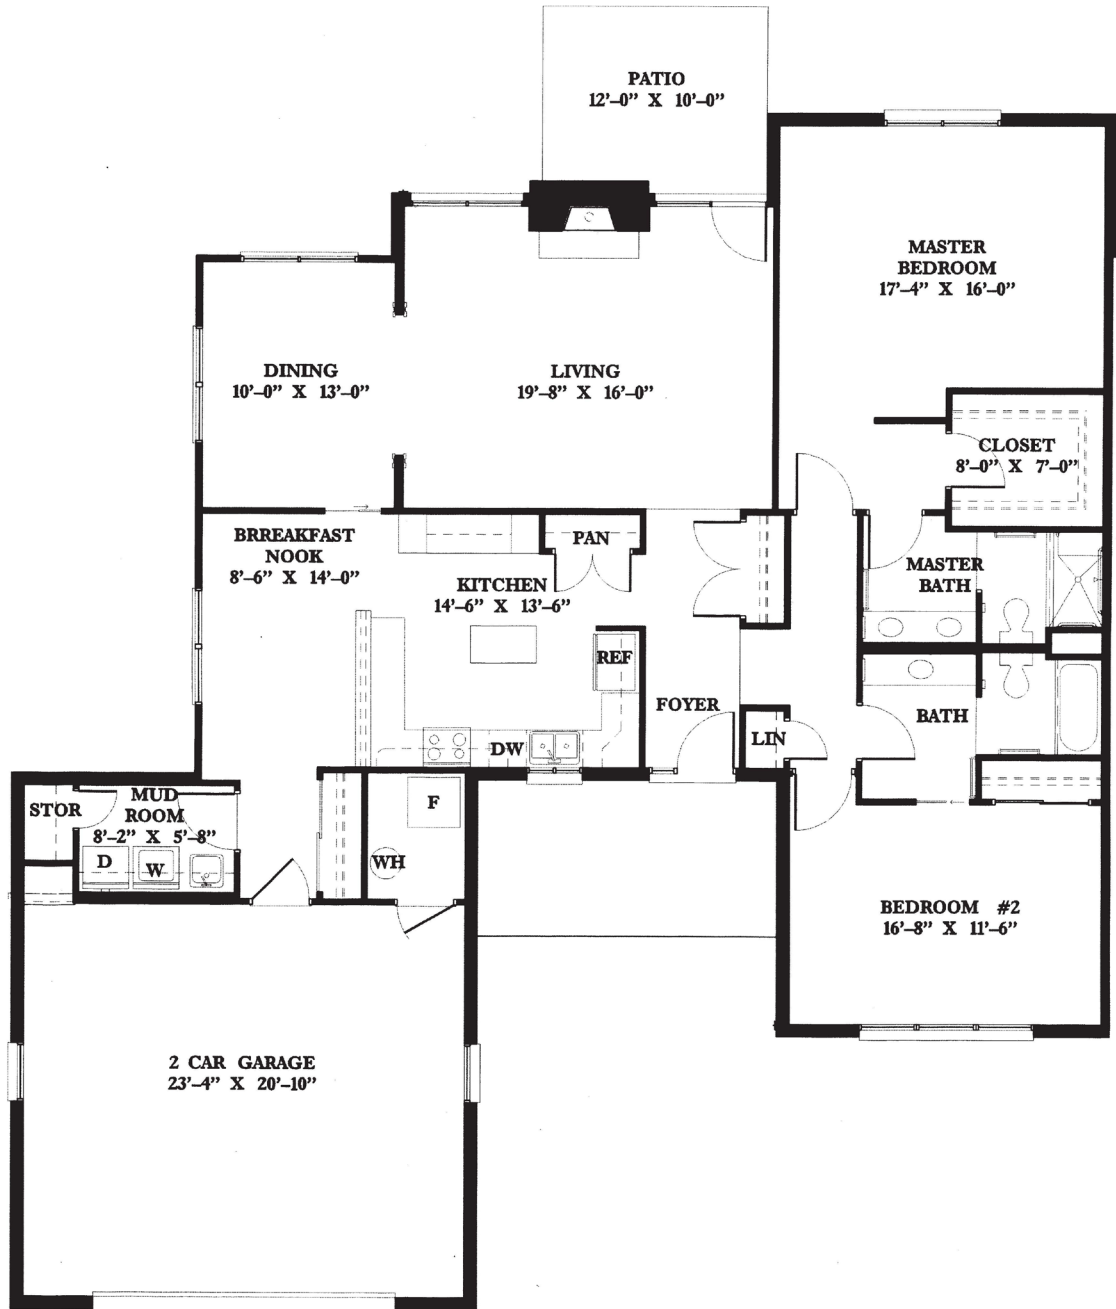 PATIO
12'-0" X 10'-0"
MASTER
BEDROOM
17'-4" X 16'-0"
DINING
10'-0" X 13'-0"
LIVING
19'-8" X 16'-0"
CLOSET
8'-0" X 7'-0"
BRREAKFAST
NOOK
8'-6" X 14'-0"
PAN
KITCHEN
14'-6" X 13'-6"
MASTER
BATH
REF
FOYER
BATH
LIN
DW
STOR
MUD
ROOM
8'-2" X 5'-8"
D
W
F
WH
BEDROOM #2
16'-8" X 11'-6"
2 CAR GARAGE
23'-4" X 20'-10"